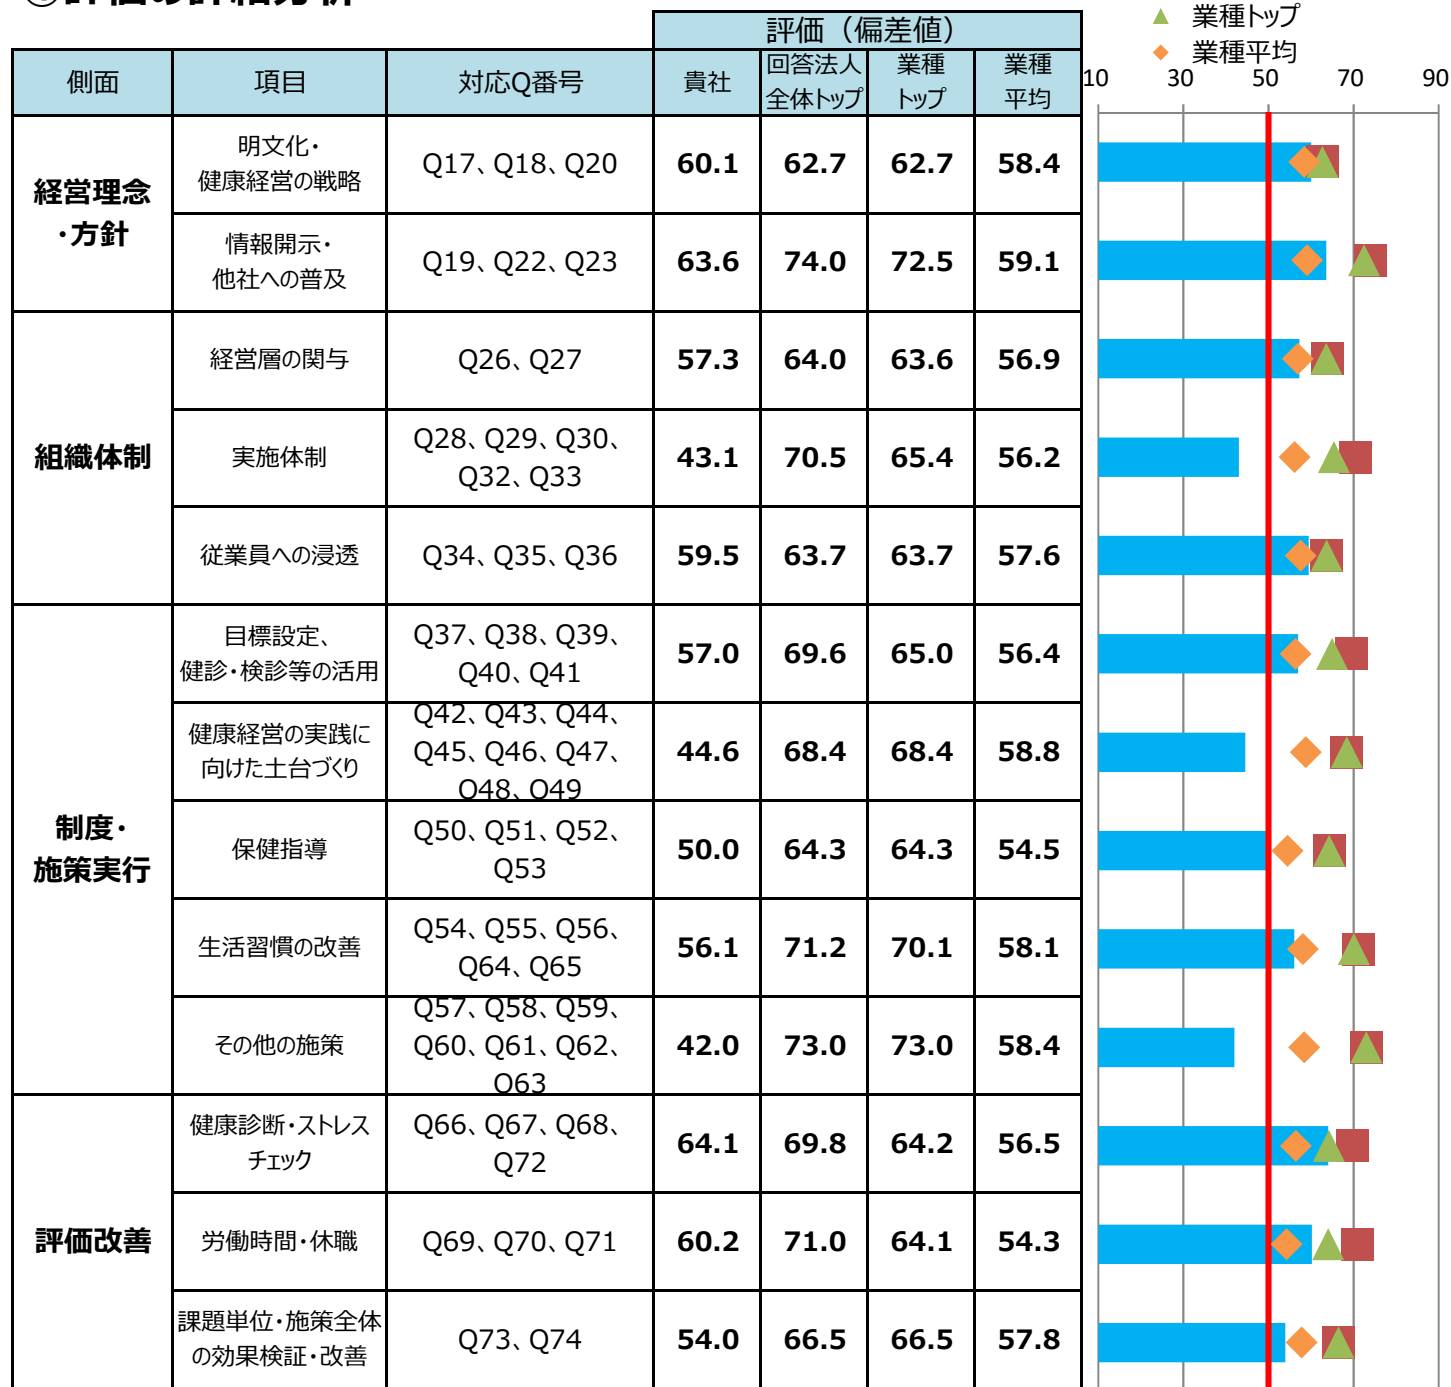 評価の詳細分析
評価（偏差値）
▲ 業種トップ
◆ 業種平均
側面 項目 対応Q番号 貴社 回答法人 業種 業種
全体トップ トップ 平均
10 30 50 70 90
経営理念
・方針
明文化・
健康経営の戦略
Q17、Q18、Q20 60.1 62.7 62.7 58.4
情報開示・
他社への普及
Q19、Q22、Q23 63.6 74.0 72.5 59.1
組織体制
経営層の関与 Q26、Q27 57.3 64.0 63.6 56.9
実施体制
Q28、Q29、Q30、
Q32、Q33
43.1 70.5 65.4 56.2
従業員への浸透 Q34、Q35、Q36 59.5 63.7 63.7 57.6
制度・
施策実行
目標設定、
健診・検診等の活用
Q37、Q38、Q39、
Q40、Q41
57.0 69.6 65.0 56.4
健康経営の実践に
向けた土台づくり
Q42、Q43、Q44、
Q45、Q46、Q47、
Q48、Q49
44.6 68.4 68.4 58.8
保健指導
Q50、Q51、Q52、
Q53
50.0 64.3 64.3 54.5
生活習慣の改善
Q54、Q55、Q56、
Q64、Q65
56.1 71.2 70.1 58.1
その他の施策
Q57、Q58、Q59、
Q60、Q61、Q62、
Q63
42.0 73.0 73.0 58.4
評価改善
健康診断・ストレス
チェック
Q66、Q67、Q68、
Q72
64.1 69.8 64.2 56.5
労働時間・休職 Q69、Q70、Q71 60.2 71.0 64.1 54.3
課題単位・施策全体
の効果検証・改善
Q73、Q74 54.0 66.5 66.5 57.8